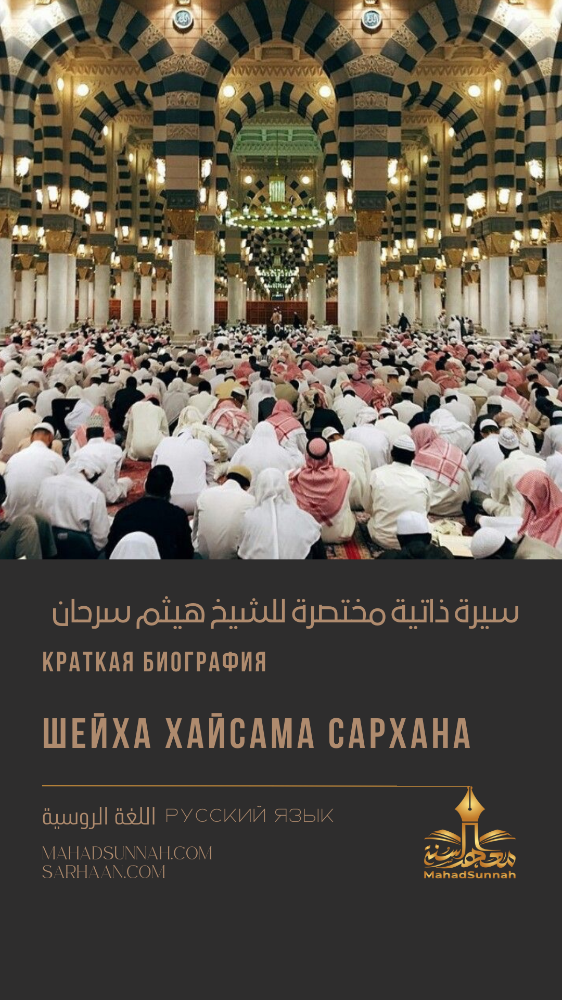 سيرة ذاتية مختصرة للشيخ هيثم سرحان
КРАТКАЯ БИОГРАФИЯ
ШЕЙХА ХАЙСАМА САРХАНА
اللغة الروسية РУССКИЙ ЯЗЫК
MAHADSUNNAH.COM
SARHAAN.COM
معهد السنة
MahadSunnah